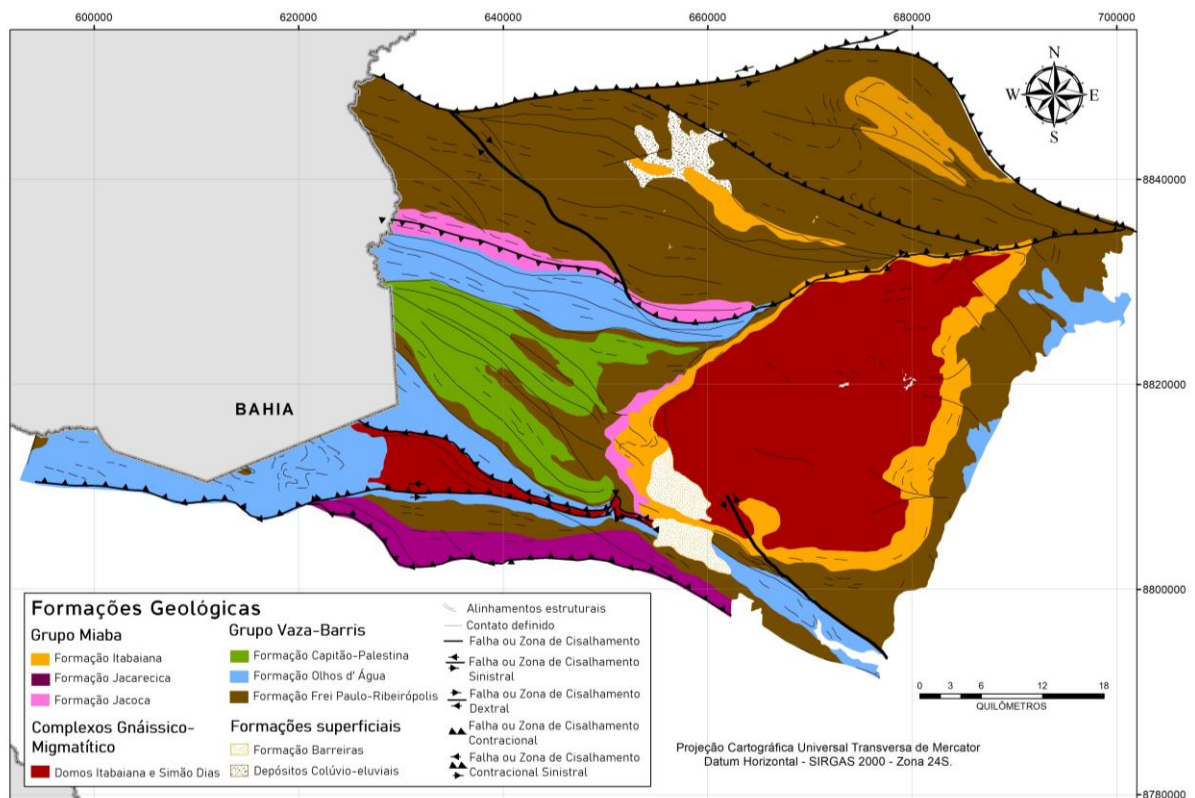 600000
620000
640000
660000
680000
700000
N
W
E
S
8840000
8820000
8800000
8780000
BAHIA
Formações Geológicas
Grupo Miaba
Formação Itabaiana
Formação Jacarecica
Formação Jacoca
Complexos Gnáissico-
Migmatítico
Domos Itabaiana e Simão Dias
Grupo Vaza-Barris
Formação Capitão-Palestina
Formação Olhos d' Água
Formação Frei Paulo-Ribeirópolis
Formações superficiais
Formação Barreiras
Depósitos Colúvio-eluviais
Alinhamentos estruturais
Contato definido
Falha ou Zona de Cisalhamento
Falha ou Zona de Cisalhamento
Sinistral
Falha ou Zona de Cisalhamento
Dextral
Falha ou Zona de Cisalhamento
Contracional
Falha ou Zona de Cisalhamento
Contracional Sinistral
0 3 6 12 18
QUILÔMETROS
Projeção Cartográfica Universal Transversa de Mercator
Datum Horizontal - SIRGAS 2000 - Zona 24S.